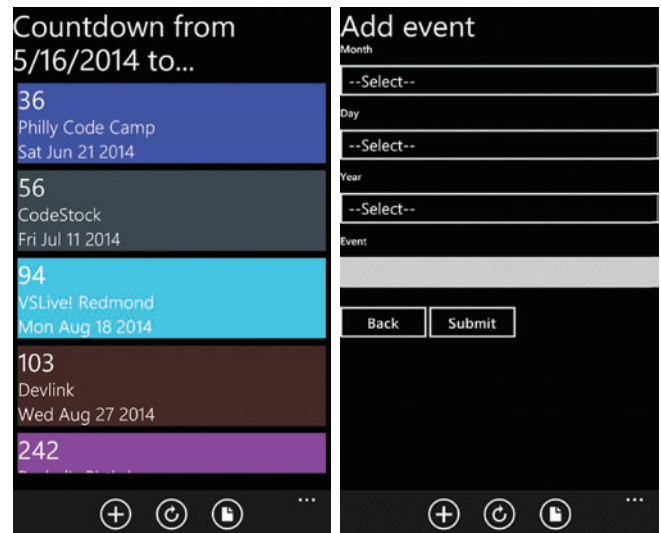 Countdown from
5/16/2014 to...
36
Philly Code Camp
Sat Jun 21 2014
56
CodeStock
Fri Jul 11 2014
94
VSLive! Redmond
Mon Aug 18 2014
103
Devlink
Wed Aug 27 2014
242
...
Add event
Month
--Select--
Day
--Select--
Year
--Select--
Event
Back Submit
...